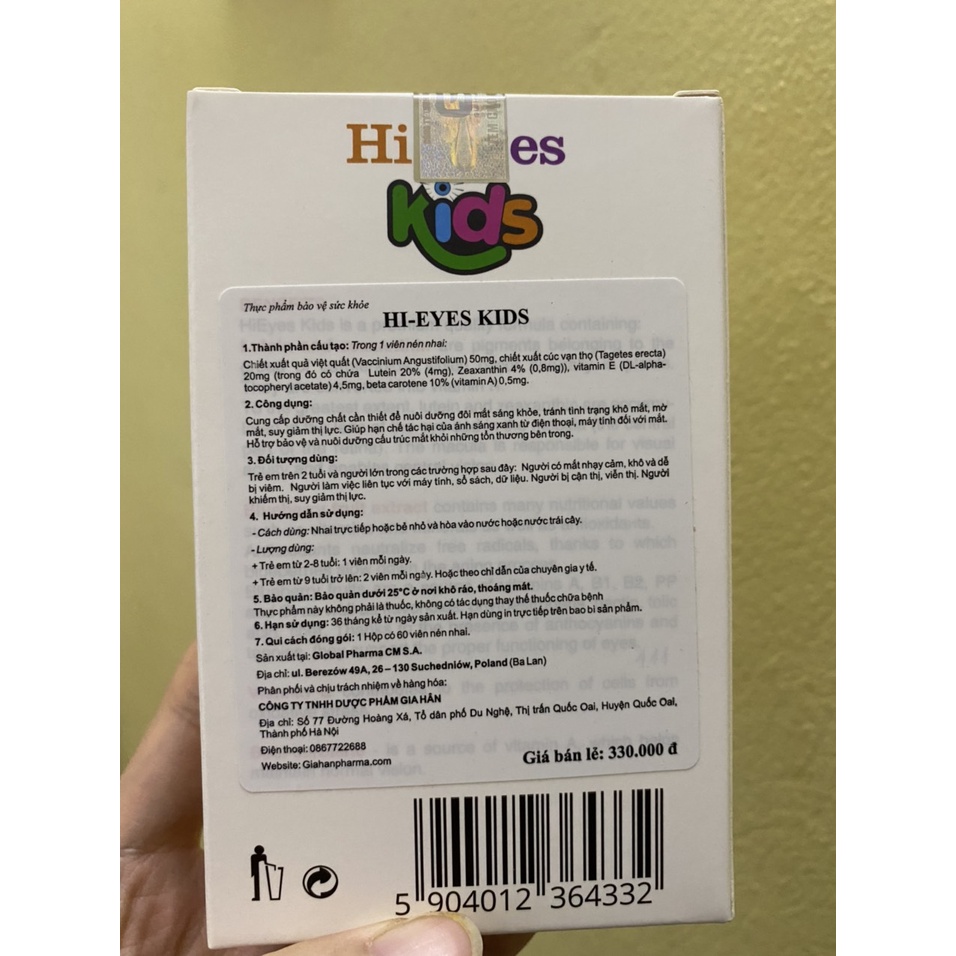 Hi es
Kids
Thực phẩm bảo vệ sức khỏe
HI-EYES KIDS
1.Thành phần cấu tạo: Trong 1 viên nén nhai:
Chiết xuất quả việt quất (Vaccinium Angustifolium) 50mg, chiết xuất cúc vạn thọ (Tagetes erecta)
20mg (trong đó có chứa Lutein 20% (4mg), Zeaxanthin 4% (0,8mg)), vitamin E (DL-alpha-
tocopheryl acetate) 4,5mg, beta carotene 10% (vitamin A) 0,5mg.
2. Công dụng:
Cung cấp dưỡng chất cần thiết để nuôi dưỡng đôi mắt sáng khỏe, tránh tình trạng khô mắt, mờ
mắt, suy giảm thị lực. Giúp hạn chế tác hại của ánh sáng xanh từ điện thoại, máy tính đối với mắt.
Hỗ trợ bảo vệ và nuôi dưỡng cấu trúc mắt khỏi những tổn thương bên trong.
3. Đối tượng dùng:
Trẻ em trên 2 tuổi và người lớn trong các trường hợp sau đây: Người có mắt nhạy cảm, khô và dễ
bị viêm. Người làm việc liên tục với máy tính, sổ sách, dữ liệu. Người bị cận thị, viễn thị. Người
khiếm thị, suy giảm thị lực.
4. Hướng dẫn sử dụng:
- Cách dùng: Nhai trực tiếp hoặc bẻ nhỏ và hòa vào nước hoặc nước trái cây.
- Lượng dùng:
+ Trẻ em từ 2-8 tuổi: 1 viên mỗi ngày.
+ Trẻ em từ 9 tuổi trở lên: 2 viên mỗi ngày. Hoặc theo chỉ dẫn của chuyên gia y tế.
5. Bảo quản: Bảo quản dưới 25°C ở nơi khô ráo, thoáng mát.
Thực phẩm này không phải là thuốc, không có tác dụng thay thế thuốc chữa bệnh
6. Hạn sử dụng: 36 tháng kể từ ngày sản xuất. Hạn dùng in trực tiếp trên bao bì sản phẩm.
7. Qui cách đóng gói: 1 Hộp có 60 viên nén nhai.
Sản xuất tại: Global Pharma CM S.A.
Địa chỉ: ul. Berezów 49A, 26 – 130 Suchedniów, Poland (Ba Lan)
Phân phối và chịu trách nhiệm về hàng hóa:
CÔNG TY TNHH DƯỢC PHẨM GIA HÂN
Địa chỉ: Số 77 Đường Hoàng Xá, Tổ dân phố Du Nghệ, Thị trấn Quốc Oai, Huyện Quốc Oai,
Thành phố Hà Nội
Điện thoại: 0867722688
Website: Giahanpharma.com
Giá bán lẻ: 330.000 đ
5 904012 364332